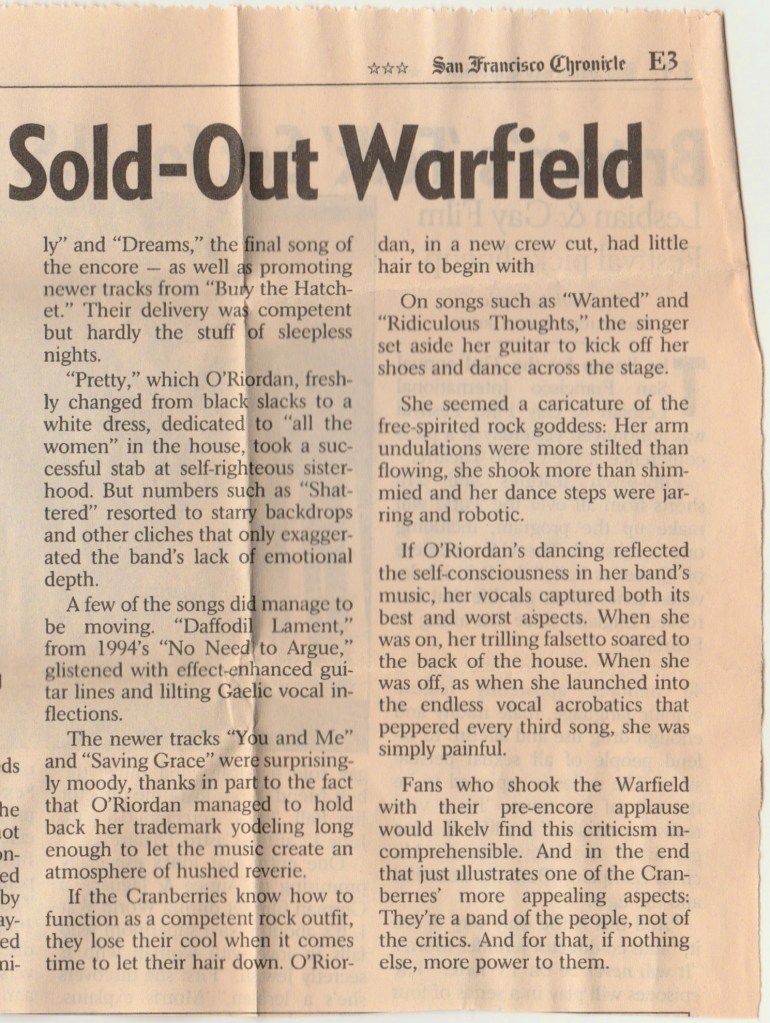 ☆☆☆ San Francisco Chronicle E3
Sold-Out Warfield
ds
he
ot
on-
ed
by
ay-
ed
ni-
ly” and “Dreams,” the final song of
the encore — as well as promoting
newer tracks from “Bury the Hatch-
et.” Their delivery was competent
but hardly the stuff of sleepless
nights.
“Pretty,” which O’Riordan, fresh-
ly changed from black slacks to a
white dress, dedicated to “all the
women” in the house, took a suc-
cessful stab at self-righteous sister-
hood. But numbers such as “Shat-
tered” resorted to starry backdrops
and other cliches that only exagger-
ated the band’s lack of emotional
depth.
A few of the songs did manage to
be moving. “Daffodil Lament,”
from 1994’s “No Need to Argue,”
glistened with effect-enhanced gui-
tar lines and lilting Gaelic vocal in-
flections.
The newer tracks “You and Me”
and “Saving Grace” were surprising-
ly moody, thanks in part to the fact
that O’Riordan managed to hold
back her trademark yodeling long
enough to let the music create an
atmosphere of hushed reverie.
If the Cranberries know how to
function as a competent rock outfit,
they lose their cool when it comes
time to let their hair down. O’Rior-
dan, in a new crew cut, had little
hair to begin with
On songs such as “Wanted” and
“Ridiculous Thoughts,” the singer
set aside her guitar to kick off her
shoes and dance across the stage.
She seemed a caricature of the
free-spirited rock goddess: Her arm
undulations were more stilted than
flowing, she shook more than shim-
mied and her dance steps were jar-
ring and robotic.
If O’Riordan’s dancing reflected
the self-consciousness in her band’s
music, her vocals captured both its
best and worst aspects. When she
was on, her trilling falsetto soared to
the back of the house. When she
was off, as when she launched into
the endless vocal acrobatics that
peppered every third song, she was
simply painful.
Fans who shook the Warfield
with their pre-encore applause
would likely find this criticism in-
comprehensible. And in the end
that just illustrates one of the Cran-
berries’ more appealing aspects:
They’re a band of the people, not of
the critics. And for that, if nothing
else, more power to them.